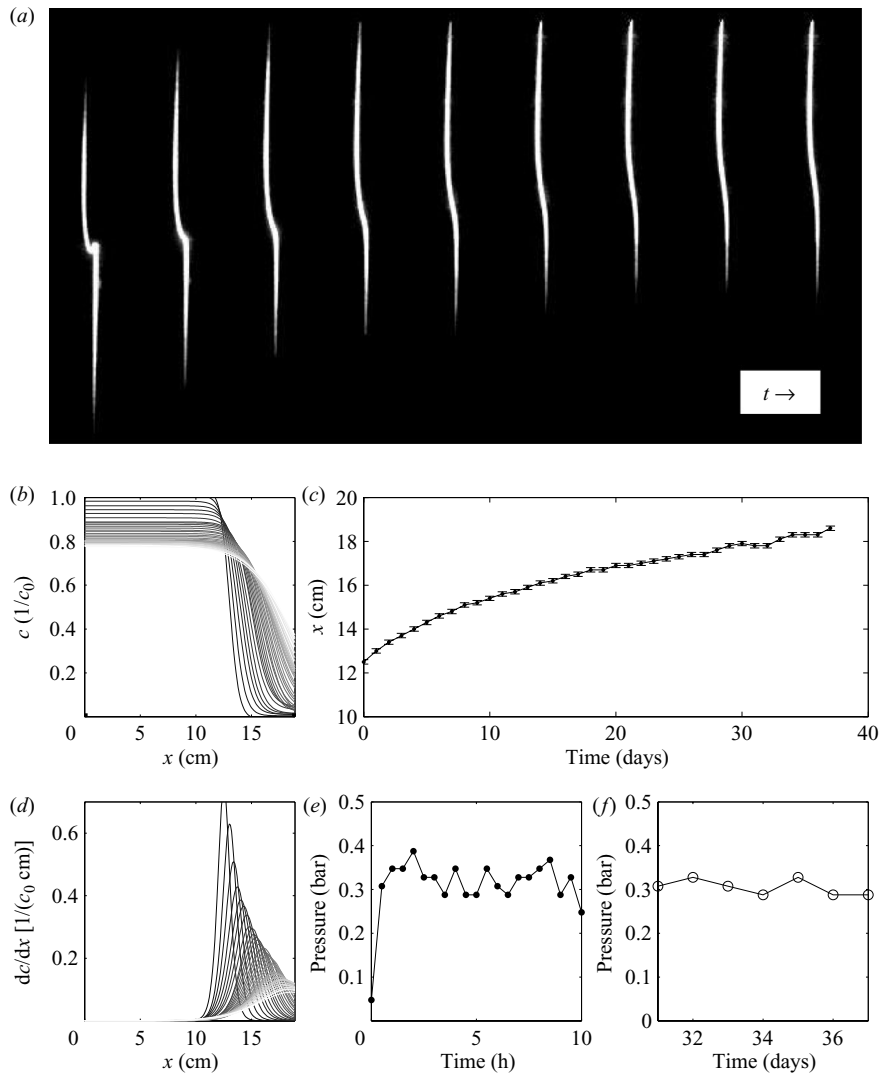 (a)
t →
(b)
1.0
0.8
0.6
0.4
0.2
0
5
10
15
c (1/c0)
x (cm)
(c)
20
18
16
14
12
10
0
10
20
30
40
x (cm)
Time (days)
(d)
0.6
0.4
0.2
0
5
10
15
dc/dx [1/(c0 cm)]
x (cm)
(e)
0.5
0.4
0.3
0.2
0.1
0
0
5
10
Pressure (bar)
Time (h)
(f)
0.5
0.4
0.3
0.2
0.1
0
32
34
36
Pressure (bar)
Time (days)